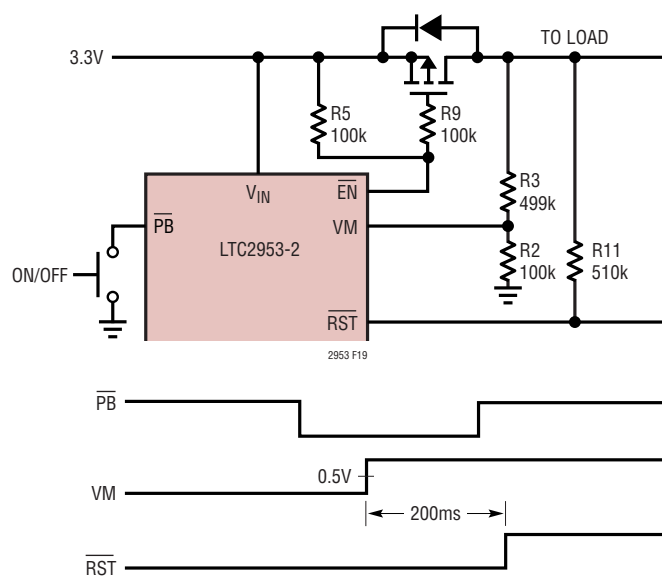 TO LOAD
3.3V
R5
100k
R9
100k
VIN
EN
PB
VM
R3
499k
LTC2953-2
R2
100k
R11
510k
ON/OFF
RST
2953 F19
PB
0.5V
VM
200ms
RST